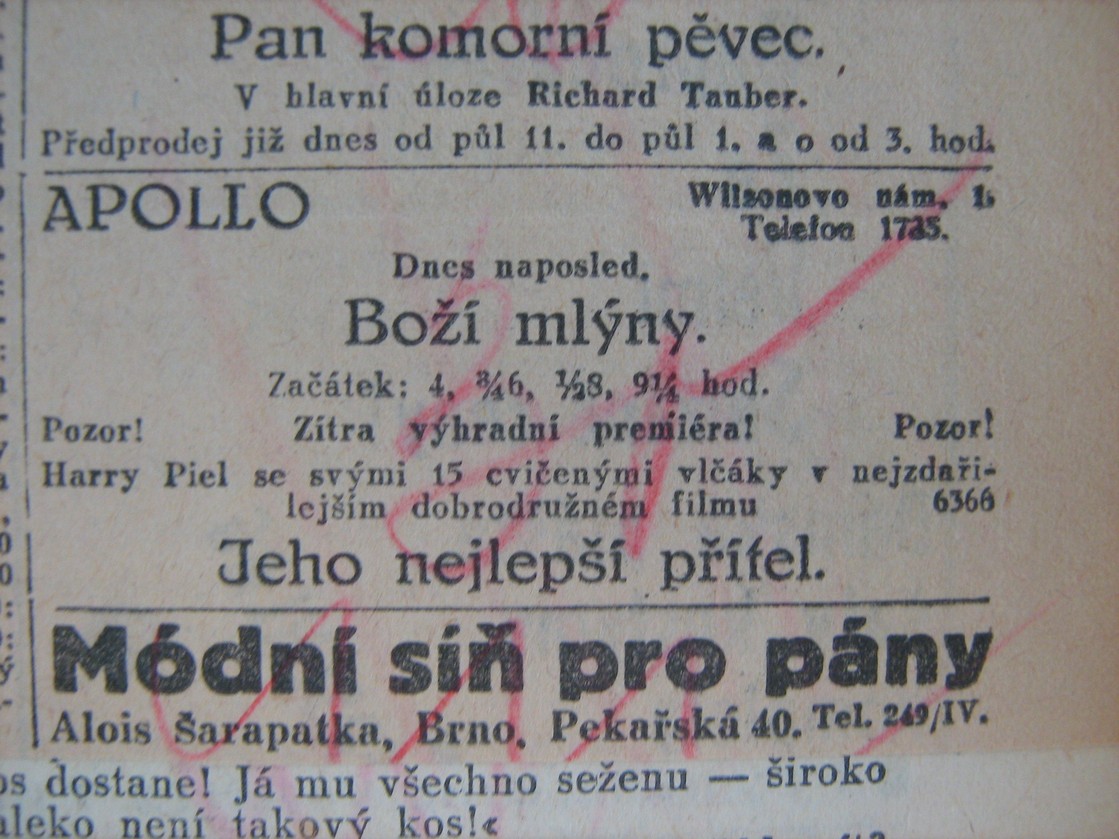 Pan komorní pěvec.
V hlavní úloze Richard Tauber.
Předprodej již dnes od půl 11. do půl 1. a o od 3. hod.
APOLLO
Wilsonovo nám. 1.
Telefon 1735.
Dnes naposled.
Boží mlýny.
Začátek: 4, ¾6, ½8, 9¼ hod.
Pozor! Zítra výhradní premiéra! Pozor!
Harry Piel se svými 15 cvičenými vlčáky v nejzdaři-
lejším dobrodružném filmu 6366
Jeho nejlepší přítel.
Módní síň pro pány
Alois Šarapatka, Brno, Pekařská 40. Tel. 249/IV.
dostane! Já mu všechno seženu — široko
není takový kos!«